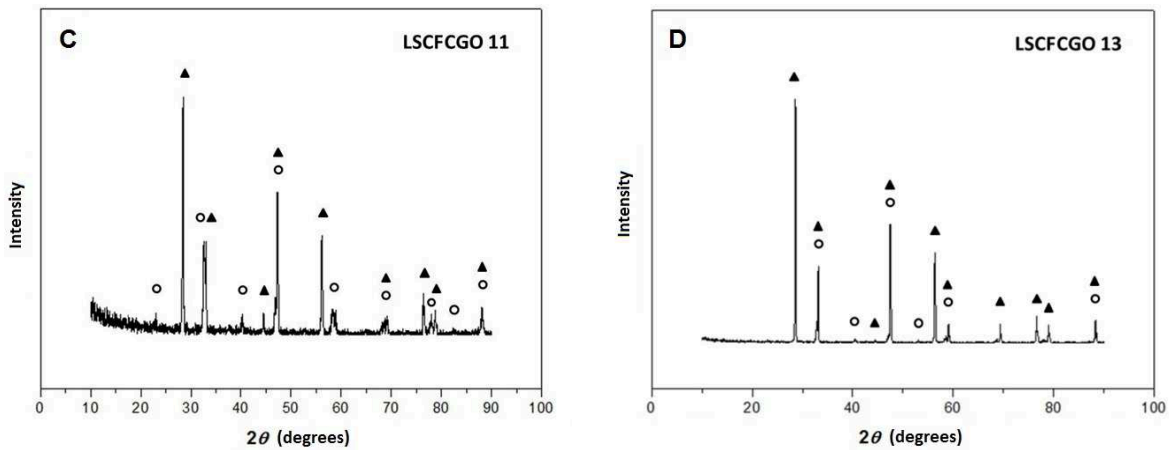 C
LSCFCGO 11
Intensity
0 10 20 30 40 50 60 70 80 90 100
2θ (degrees)
D
LSCFCGO 13
Intensity
0 20 40 60 80 100
2θ (degrees)